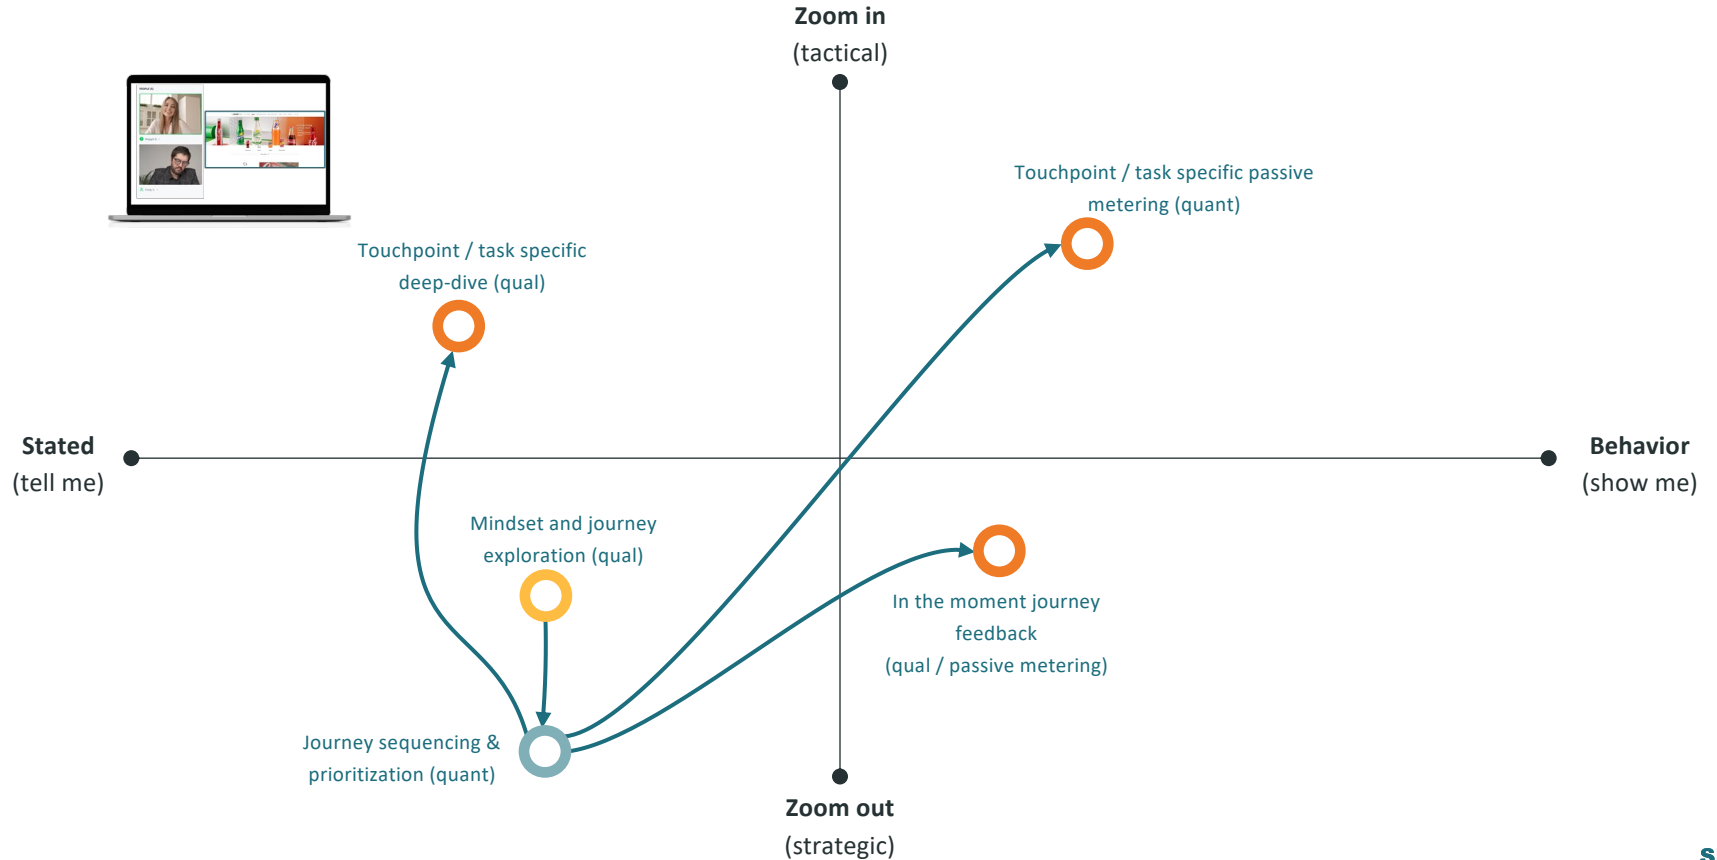 Zoom in
(tactical)
Touchpoint / task specific passive
metering (quant)
Touchpoint / task specific
deep-dive (qual)
Stated
(tell me)
Behavior
(show me)
Mindset and journey
exploration (qual)
In the moment journey
feedback
(qual / passive metering)
Journey sequencing &
prioritization (quant)
Zoom out
(strategic)
s